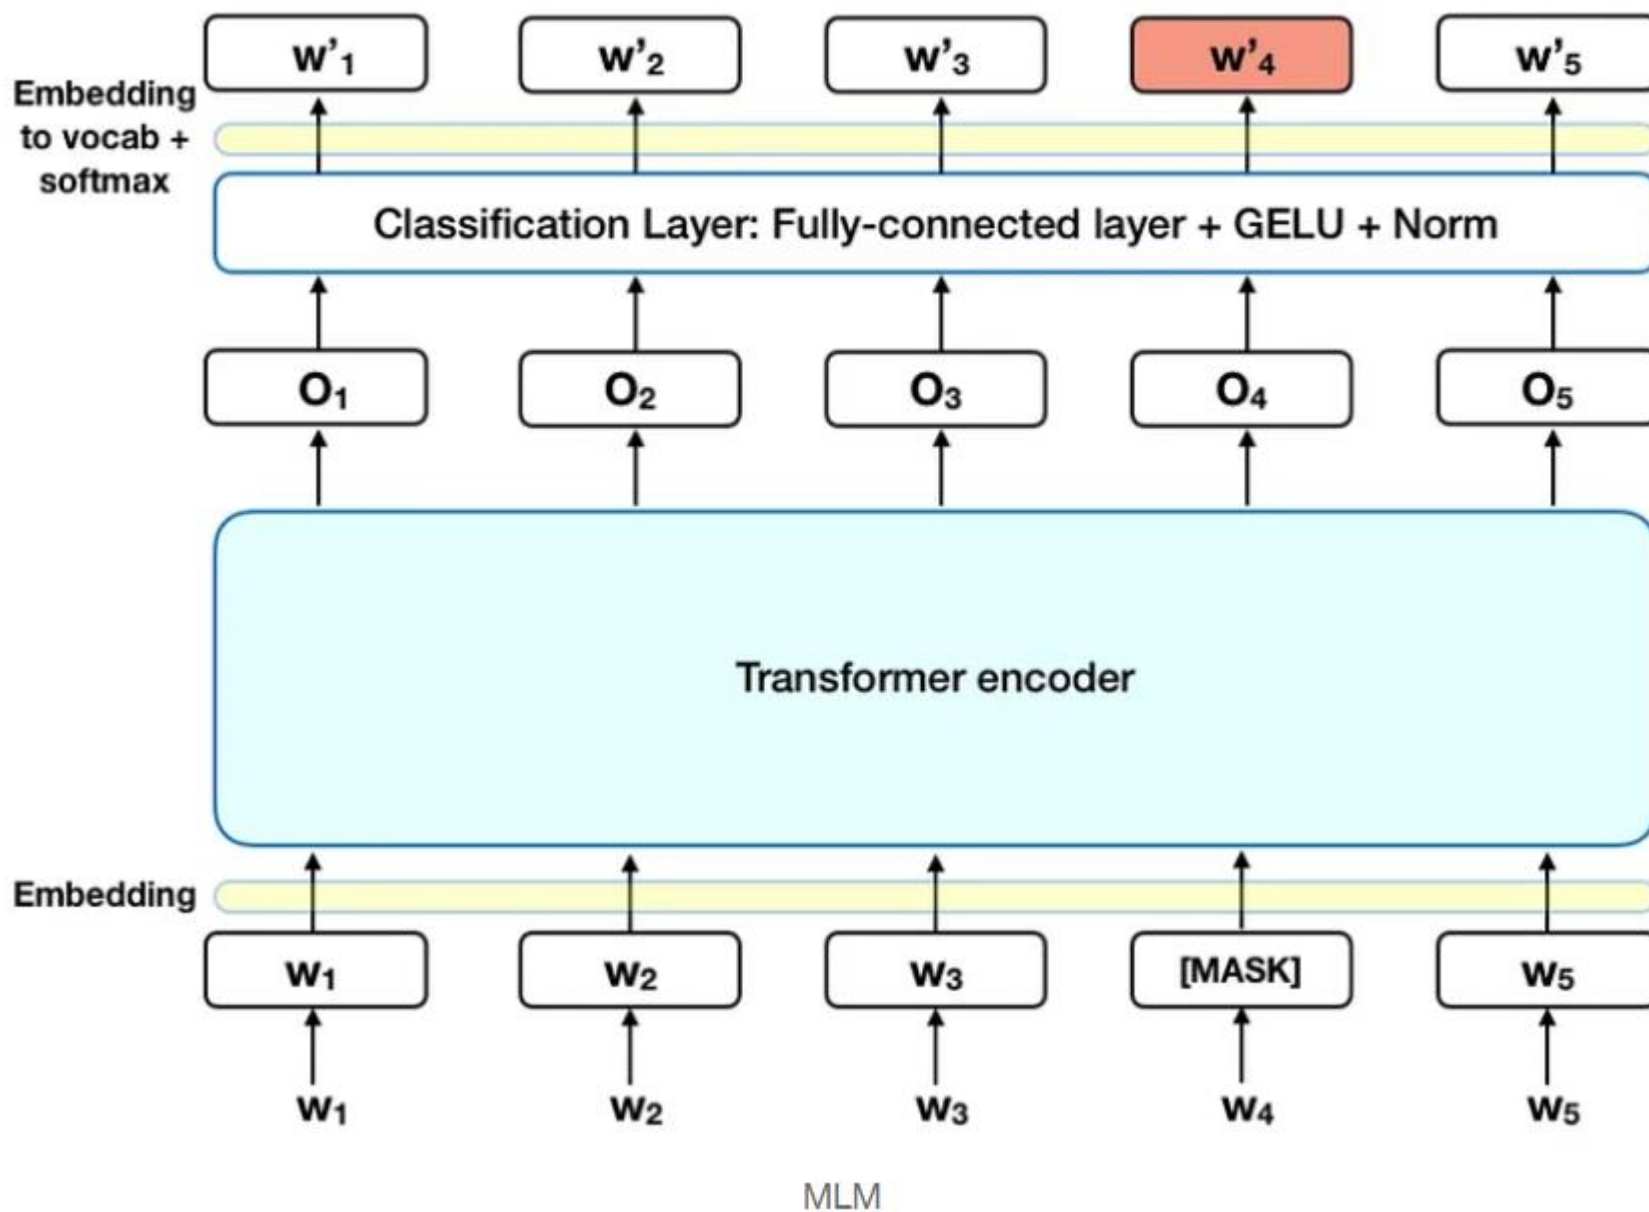 w’₁ w’₂ w’₃ w’₄ w’₅
Embedding
to vocab +
softmax
Classification Layer: Fully-connected layer + GELU + Norm
O₁ O₂ O₃ O₄ O₅
Transformer encoder
Embedding
w₁ w₂ w₃ [MASK] w₅
w₁ w₂ w₃ w₄ w₅
MLM